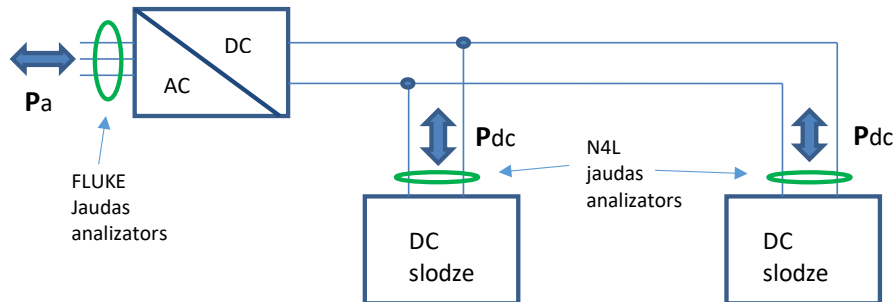 DC
AC
Pa
Pdc
Pdc
FLUKE
Jaudas
analizators
N4L
jaudas
analizators
DC
slodze
DC
slodze